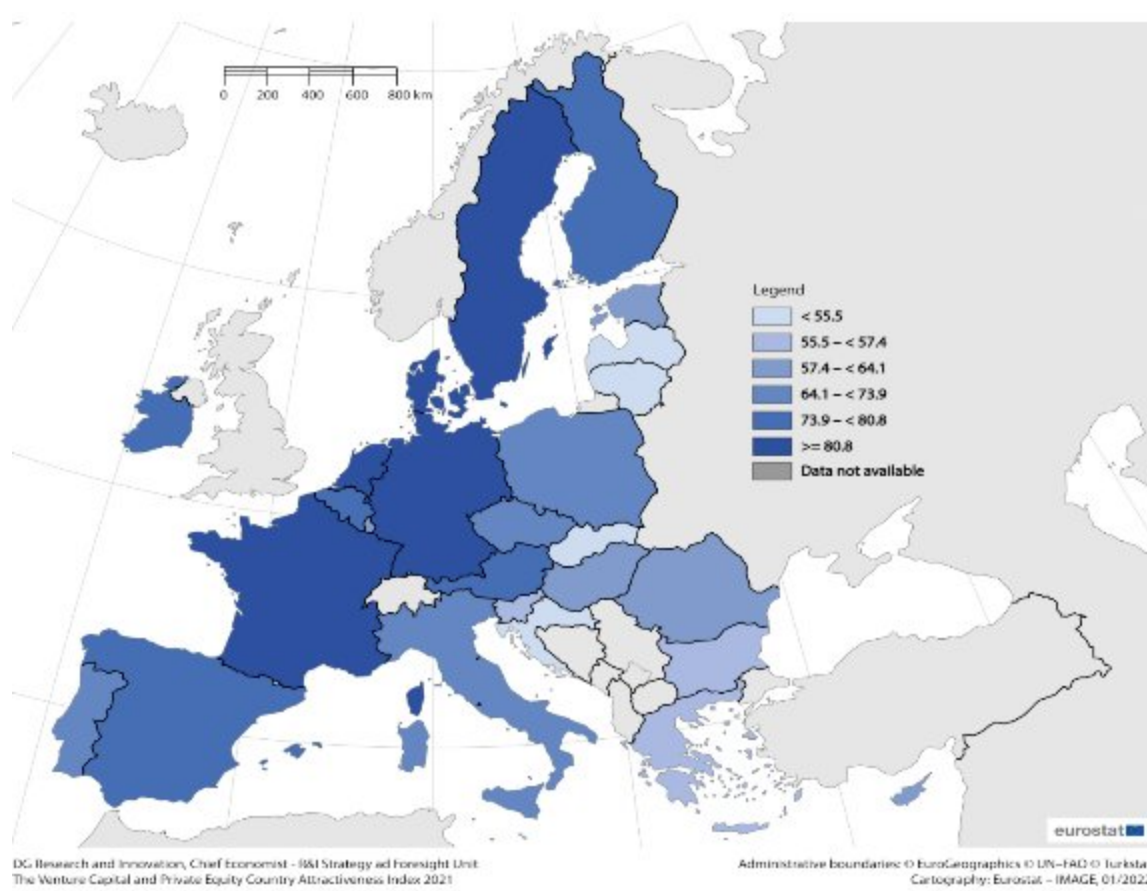 0 200 400 600 800 km
Legend
< 55.5
55.5 – < 57.4
57.4 – < 64.1
64.1 – < 73.9
73.9 – < 80.8
>= 80.8
Data not available
eurostat
DG Research and Innovation, Chief Economist - R&I Strategy ad Foresight Unit
The Venture Capital and Private Equity Country Attractiveness Index 2021
Administrative boundaries: © EuroGeographics © UN–FAO © Turksta
Cartography: Eurostat – IMAGE, 01/202